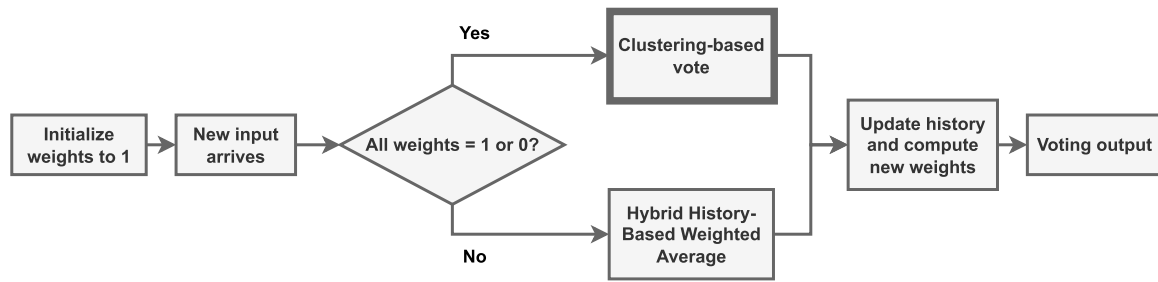 Initialize
weights to 1
New input
arrives
All weights = 1 or 0?
Yes
Clustering-based
vote
No
Hybrid History-
Based Weighted
Average
Update history
and compute
new weights
Voting output